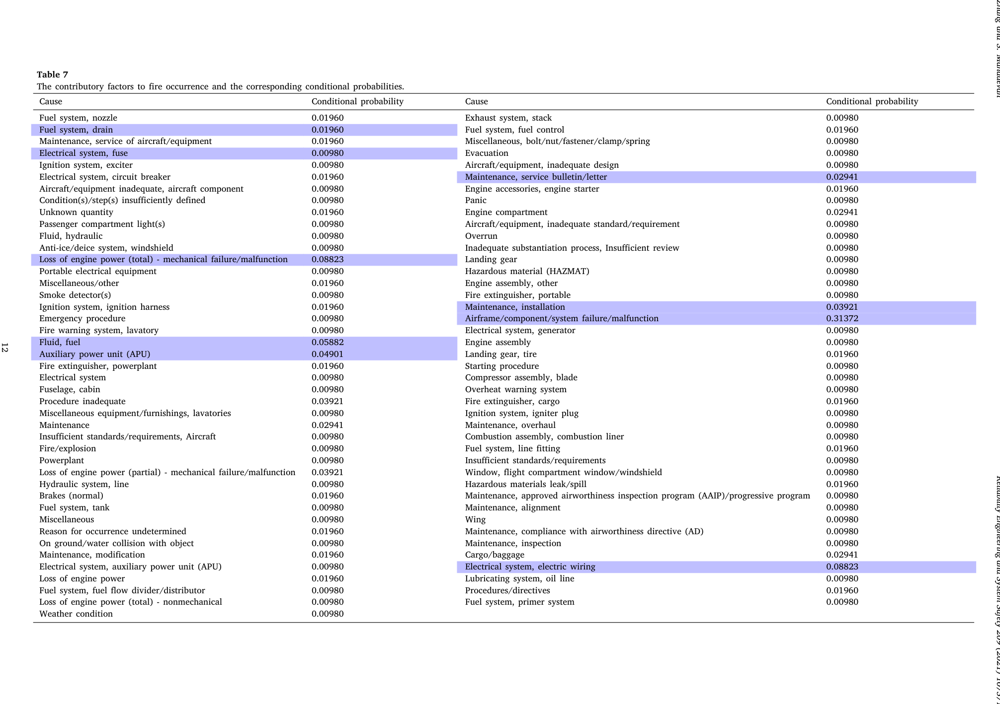 Table 7
The contributory factors to fire occurrence and the corresponding conditional probabilities.
Cause Conditional probability Cause Conditional probability
Fuel system, nozzle 0.01960 Exhaust system, stack 0.00980
Fuel system, drain 0.01960 Fuel system, fuel control 0.01960
Maintenance, service of aircraft/equipment 0.01960 Miscellaneous, bolt/nut/fastener/clamp/spring 0.00980
Electrical system, fuse 0.00980 Evacuation 0.00980
Ignition system, exciter 0.00980 Aircraft/equipment, inadequate design 0.00980
Electrical system, circuit breaker 0.01960 Maintenance, service bulletin/letter 0.02941
Aircraft/equipment inadequate, aircraft component 0.00980 Engine accessories, engine starter 0.01960
Condition(s)/step(s) insufficiently defined 0.00980 Panic 0.00980
Unknown quantity 0.01960 Engine compartment 0.02941
Passenger compartment light(s) 0.00980 Aircraft/equipment, inadequate standard/requirement 0.00980
Fluid, hydraulic 0.00980 Overrun 0.00980
Anti-ice/deice system, windshield 0.00980 Inadequate substantiation process, Insufficient review 0.00980
Loss of engine power (total) - mechanical failure/malfunction 0.08823 Landing gear 0.00980
Portable electrical equipment 0.00980 Hazardous material (HAZMAT) 0.00980
Miscellaneous/other 0.01960 Engine assembly, other 0.00980
Smoke detector(s) 0.00980 Fire extinguisher, portable 0.00980
Ignition system, ignition harness 0.01960 Maintenance, installation 0.03921
Emergency procedure 0.00980 Airframe/component/system failure/malfunction 0.31372
Fire warning system, lavatory 0.00980 Electrical system, generator 0.00980
Fluid, fuel 0.05882 Engine assembly 0.00980
Auxiliary power unit (APU) 0.04901 Landing gear, tire 0.01960
Fire extinguisher, powerplant 0.01960 Starting procedure 0.00980
Electrical system 0.00980 Compressor assembly, blade 0.00980
Fuselage, cabin 0.00980 Overheat warning system 0.00980
Procedure inadequate 0.03921 Fire extinguisher, cargo 0.01960
Miscellaneous equipment/furnishings, lavatories 0.00980 Ignition system, igniter plug 0.00980
Maintenance 0.02941 Maintenance, overhaul 0.00980
Insufficient standards/requirements, Aircraft 0.00980 Combustion assembly, combustion liner 0.00980
Fire/explosion 0.00980 Fuel system, line fitting 0.01960
Powerplant 0.00980 Insufficient standards/requirements 0.00980
Loss of engine power (partial) - mechanical failure/malfunction 0.03921 Window, flight compartment window/windshield 0.00980
Hydraulic system, line 0.00980 Hazardous materials leak/spill 0.01960
Brakes (normal) 0.01960 Maintenance, approved airworthiness inspection program (AAIP)/progressive program 0.00980
Fuel system, tank 0.00980 Maintenance, alignment 0.00980
Miscellaneous 0.00980 Wing 0.00980
Reason for occurrence undetermined 0.01960 Maintenance, compliance with airworthiness directive (AD) 0.00980
On ground/water collision with object 0.00980 Maintenance, inspection 0.00980
Maintenance, modification 0.01960 Cargo/baggage 0.02941
Electrical system, auxiliary power unit (APU) 0.00980 Electrical system, electric wiring 0.08823
Loss of engine power 0.01960 Lubricating system, oil line 0.00980
Fuel system, fuel flow divider/distributor 0.00980 Procedures/directives 0.01960
Loss of engine power (total) - nonmechanical 0.00980 Fuel system, primer system 0.00980
Weather condition 0.00980
12
and S. Mahadevan
Reliability Engineering and System Safety 209 (2021)